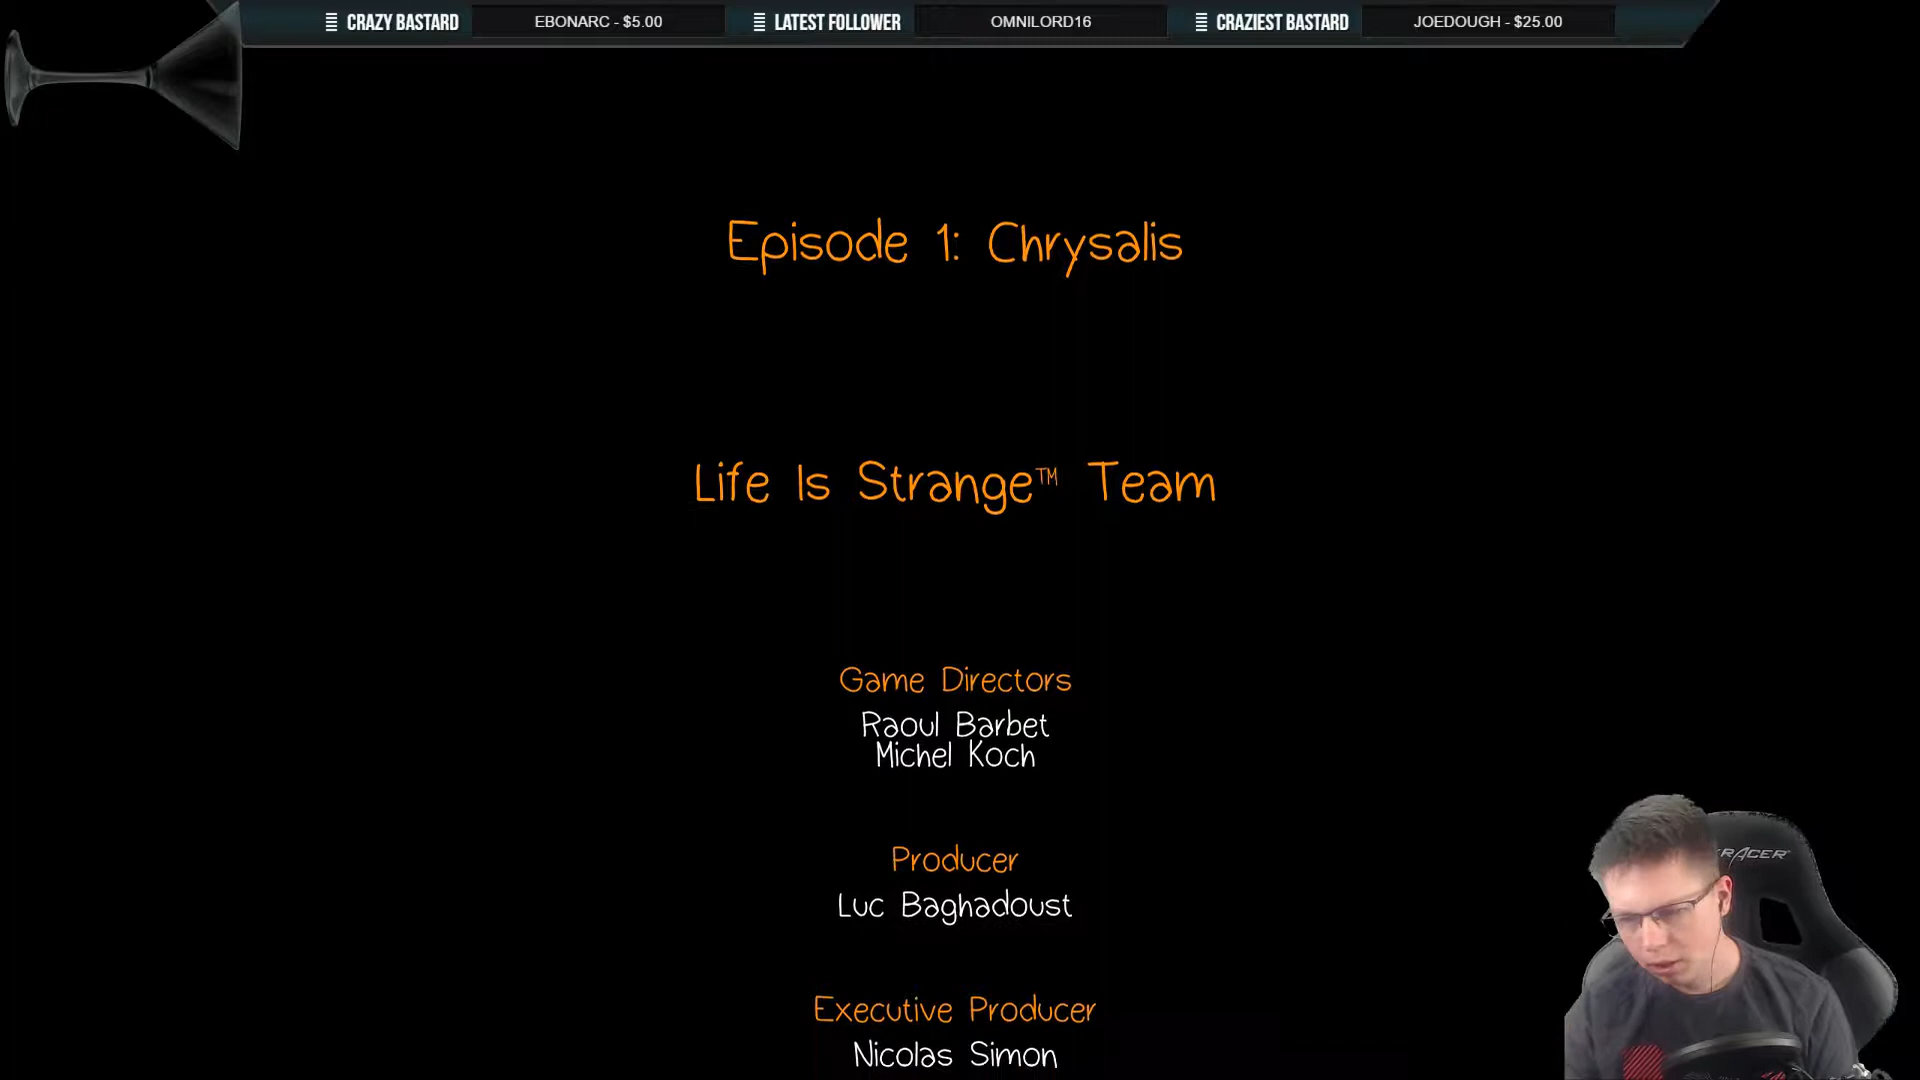 CRAZY BASTARD EBONARC - $5.00 LATEST FOLLOWER OMNILORD16 CRAZIEST BASTARD JOEDOUGH - $25.00
Episode 1: Chrysalis
Life Is Strange™ Team
Game Directors
Raoul Barbet
Michel Koch
Producer
Luc Baghadoust
Executive Producer
Nicolas Simon